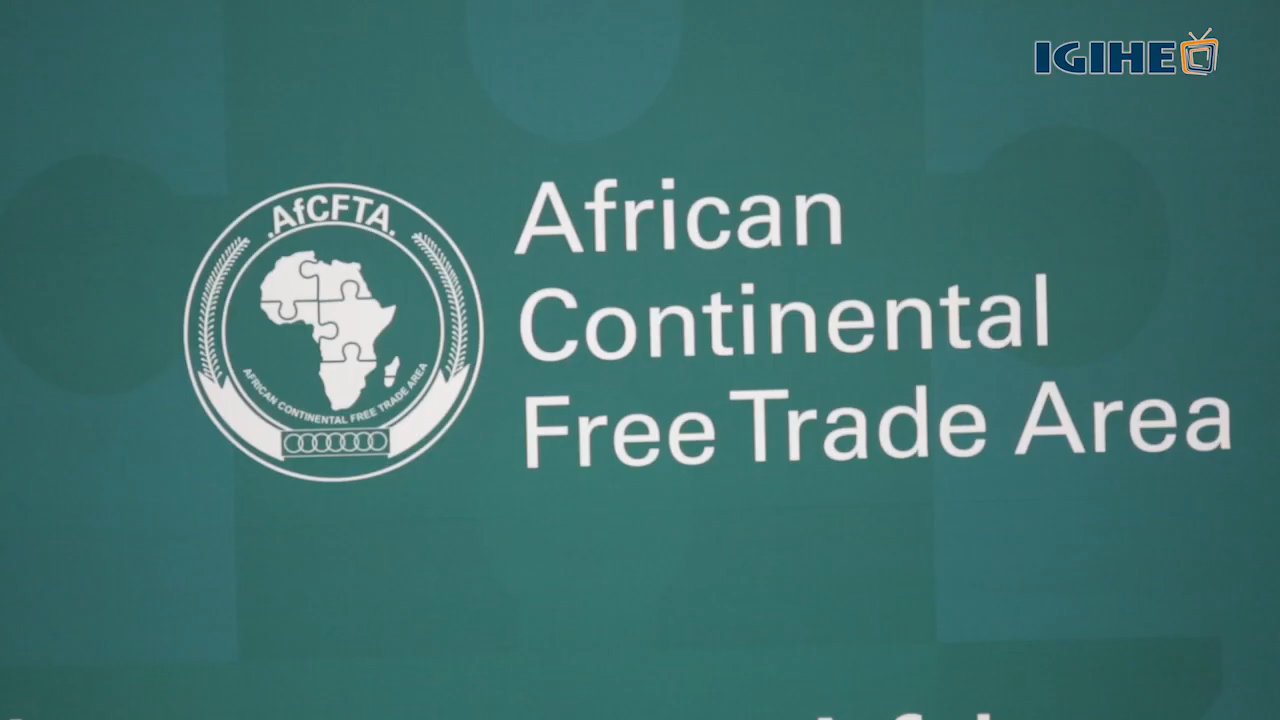 IGIHE
AfCFTA
AFRICAN CONTINENTAL FREE TRADE AREA
African
Continental
Free Trade Area